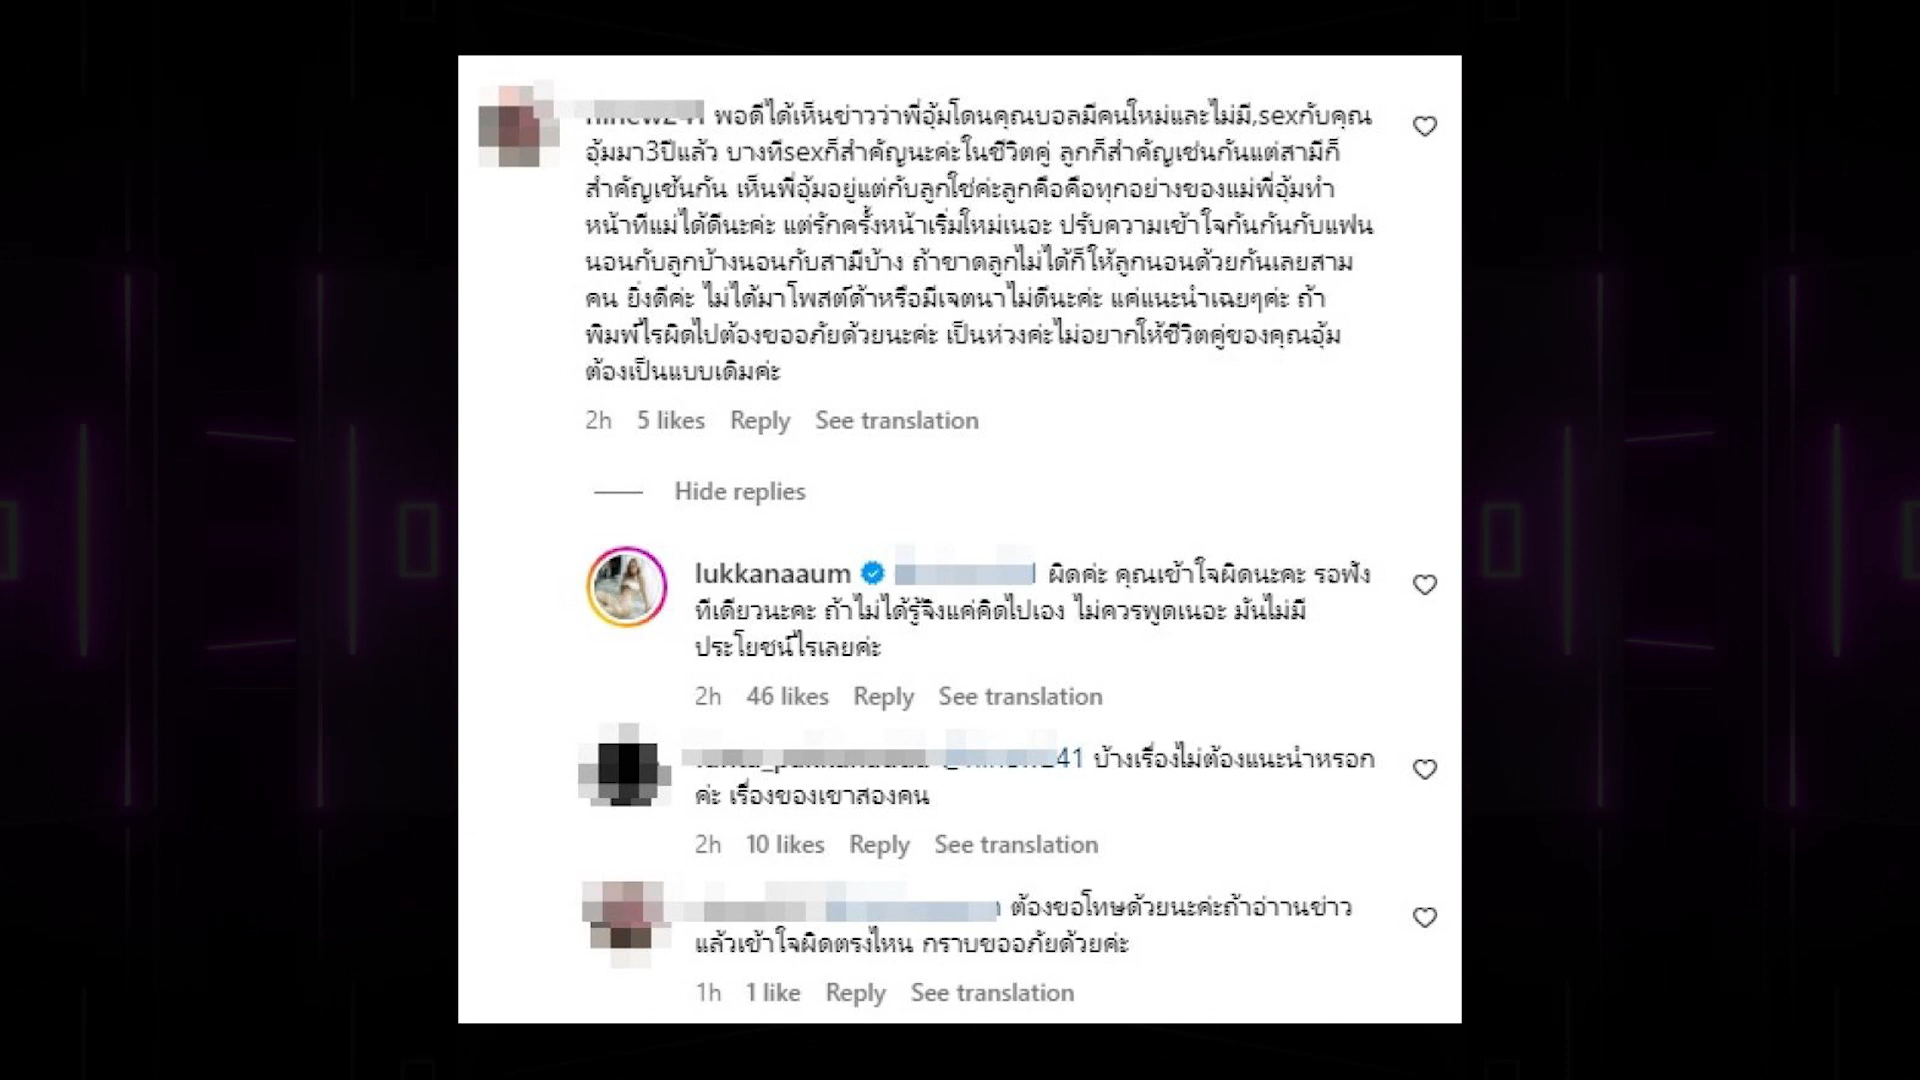 พอดีได้เห็นข่าวว่าพี่อุ้มโดนคุณบอลมีคนใหม่และไม่มี,sexกับคุณ
อุ้มมา3ปีแล้ว บางทีsexก็สำคัญนะค่ะในชีวิตคู่ ลูกก็สำคัญเช่นกันแต่สามีก็
สำคัญเช้นกัน เห็นพี่อุ้มอยู่แต่กับลูกใช่ค่ะลูกคือคือทุกอย่างของแม่พี่อุ้มทำ
หน้าที่แม่ได้ดีนะค่ะ แต่รักครั้งหน้าเริ่มใหม่เนอะ ปรับความเข้าใจกันกันกับแฟน
นอนกับลูกบ้างนอนกับสามีบ้าง ถ้าขาดลูกไม่ได้ก็ให้ลูกนอนด้วยกันเลยสาม
คน ยิ่งดีค่ะ ไม่ได้มาโพสต์ด้าหรือมีเจตนาไม่ดีนะค่ะ แค่แนะนำเฉยๆค่ะ ถ้า
พิมพ์ไรผิดไปต้องขออภัยด้วยนะค่ะ เป็นห่วงค่ะไม่อยากให้ชีวิตคู่ของคุณอุ้ม
ต้องเป็นแบบเดิมค่ะ
2h 5 likes Reply See translation
Hide replies
lukkanaaum ผิดค่ะ คุณเข้าใจผิดนะคะ รอฟัง
ทีเดียวนะคะ ถ้าไม่ได้รู้จิงแค่คิดไปเอง ไม่ควรพูดเนอะ มันไม่มี
ประโยชน์ไรเลยค่ะ
2h 46 likes Reply See translation
41 บ้างเรื่องไม่ต้องแนะนำหรอก
ค่ะ เรื่องของเขาสองคน
2h 10 likes Reply See translation
ต้องขอโทษด้วยนะค่ะถ้าอ่าานข่าว
แล้วเข้าใจผิดตรงไหน กราบขออภัยด้วยค่ะ
1h 1 like Reply See translation